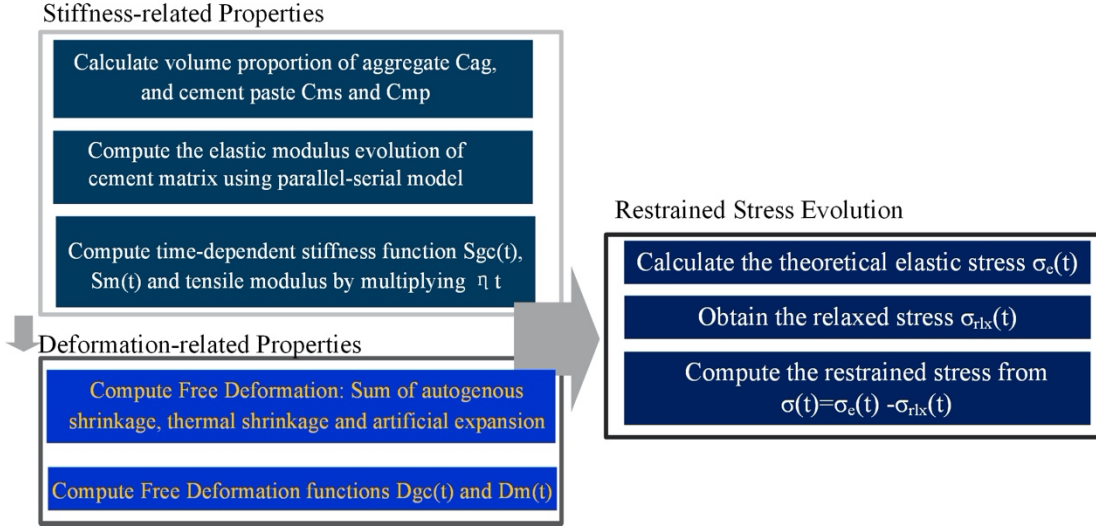 Stiffness-related Properties
Calculate volume proportion of aggregate Cag,
and cement paste Cms and Cmp
Compute the elastic modulus evolution of
cement matrix using parallel-serial model
Compute time-dependent stiffness function Sgc(t),
Sm(t) and tensile modulus by multiplying η t
Deformation-related Properties
Compute Free Deformation: Sum of autogenous
shrinkage, thermal shrinkage and artificial expansion
Compute Free Deformation functions Dgc(t) and Dm(t)
Restrained Stress Evolution
Calculate the theoretical elastic stress σₑ(t)
Obtain the relaxed stress σrlx(t)
Compute the restrained stress from
σ(t)=σₑ(t) -σrlx(t)